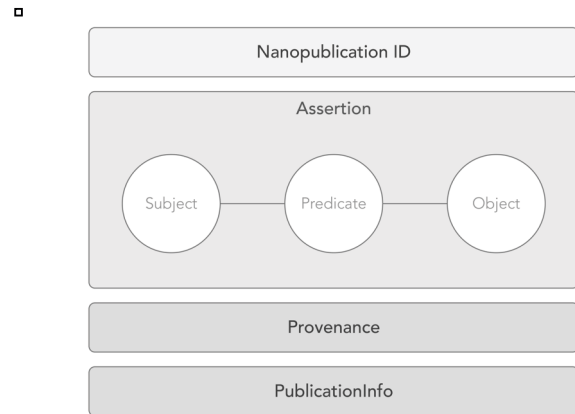 Nanopublication ID
Assertion
Subject Predicate Object
Provenance
PublicationInfo